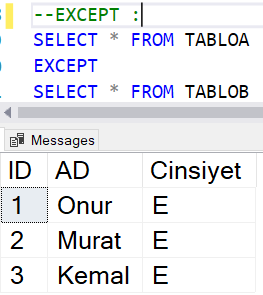 --EXCEPT :
SELECT * FROM TABLOA
EXCEPT
SELECT * FROM TABLOB
Messages
ID AD Cinsiyet
1 Onur E
2 Murat E
3 Kemal E